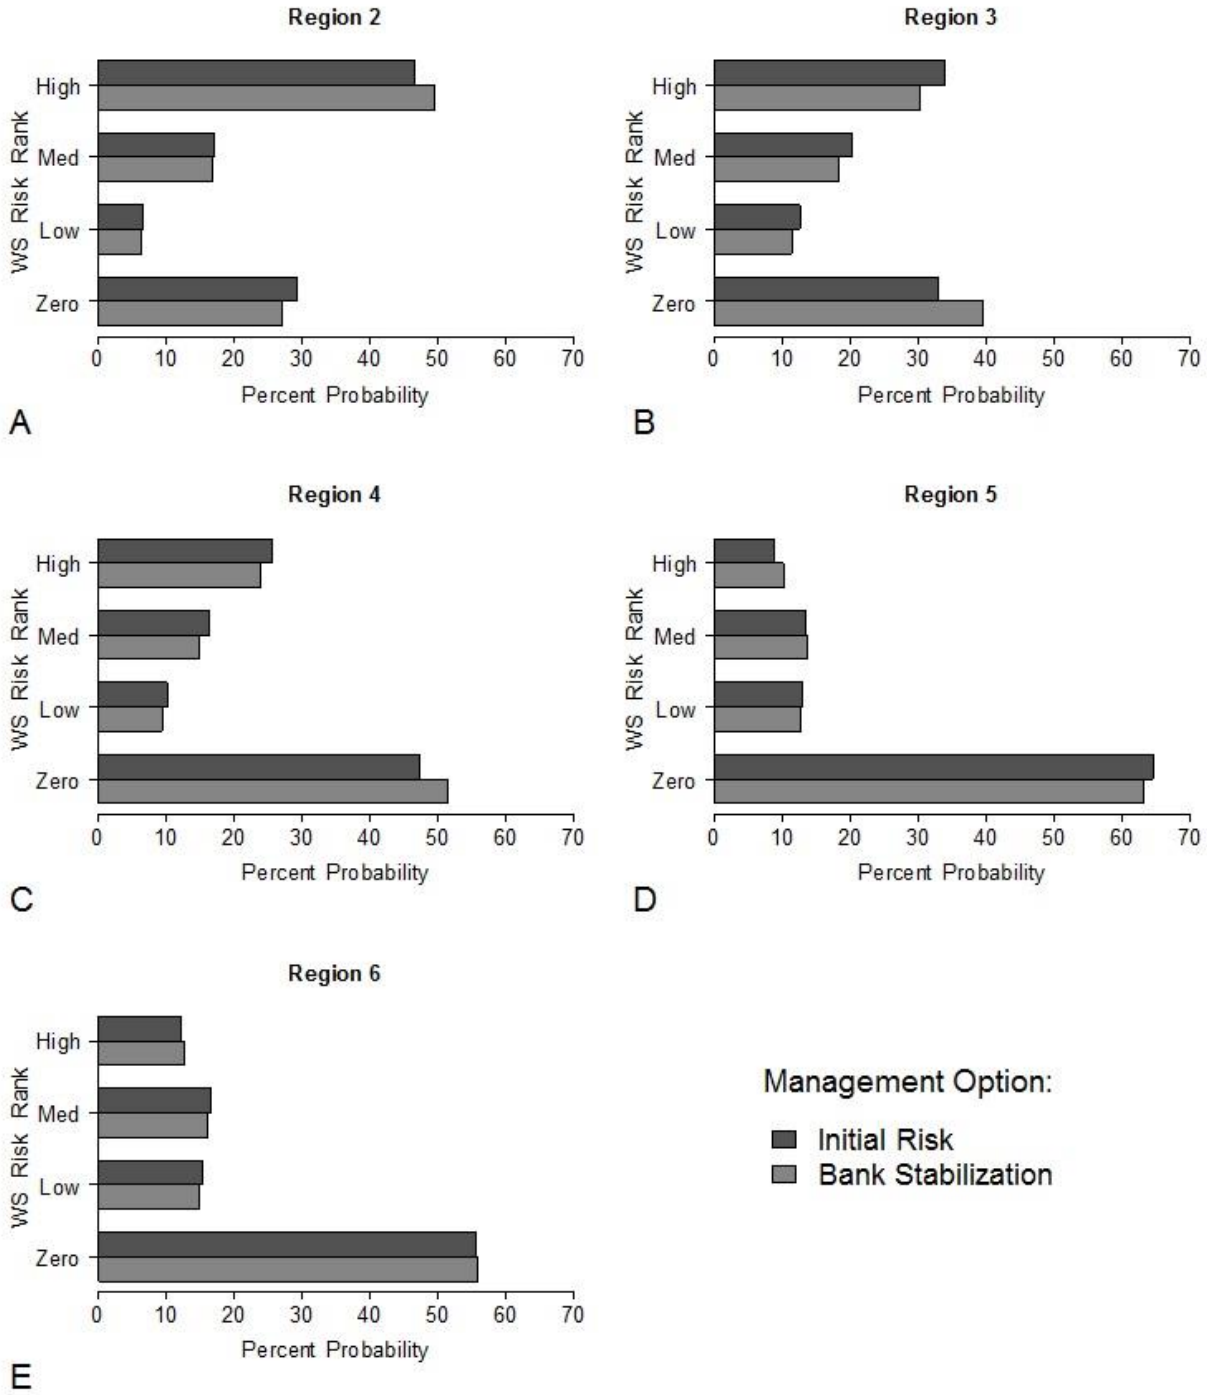 Region 2
WS Risk Rank
High
Med
Low
Zero
0 10 20 30 40 50 60 70
Percent Probability
A
Region 3
WS Risk Rank
High
Med
Low
Zero
0 10 20 30 40 50 60 70
Percent Probability
B
Region 4
WS Risk Rank
High
Med
Low
Zero
0 10 20 30 40 50 60 70
Percent Probability
C
Region 5
WS Risk Rank
High
Med
Low
Zero
0 10 20 30 40 50 60 70
Percent Probability
D
Region 6
WS Risk Rank
High
Med
Low
Zero
0 10 20 30 40 50 60 70
Percent Probability
E
Management Option:
Initial Risk
Bank Stabilization